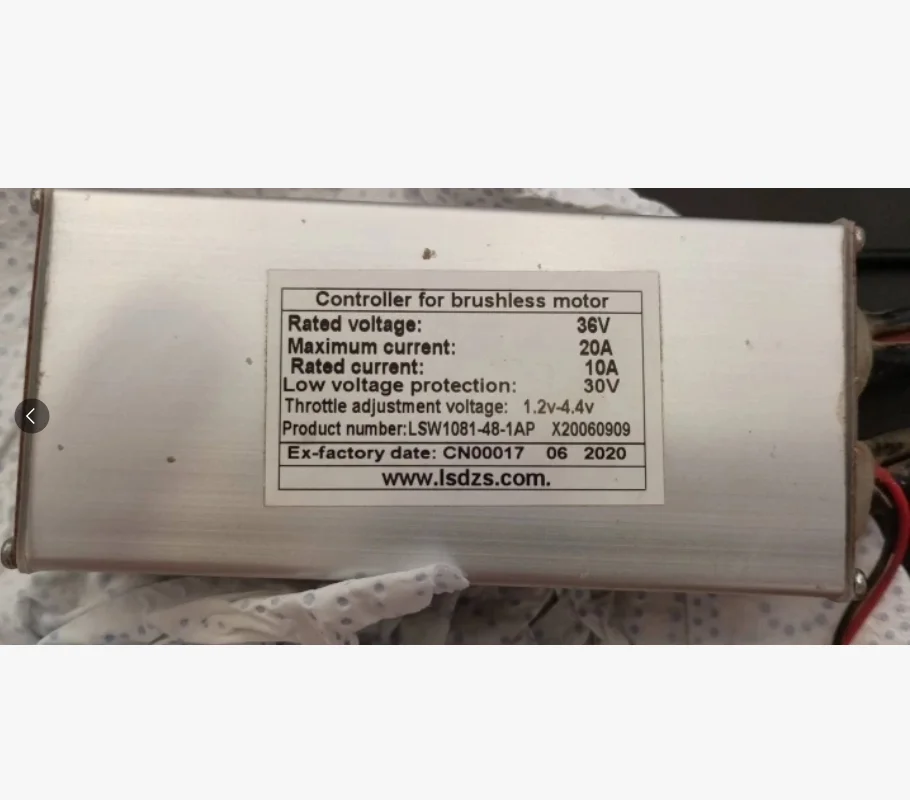 Controller for brushless motor
Rated voltage: 36V
Maximum current: 20A
Rated current: 10A
Low voltage protection: 30V
Throttle adjustment voltage: 1.2v-4.4v
Product number:LSW1081-48-1AP X20060909
Ex-factory date: CN00017 06 2020
www.lsdzs.com.